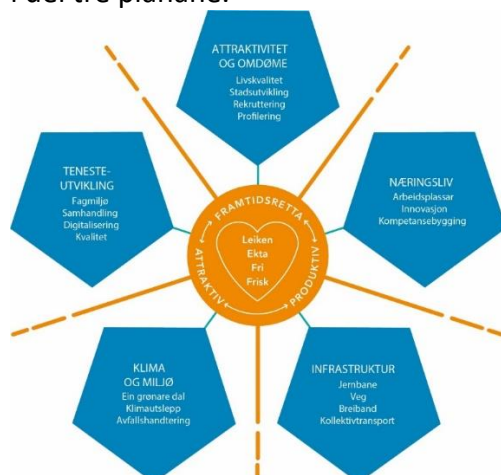 i dei tre planane.
ATTRAKTIVITET
OG OMDØME
Livskvalitet
Stadsutvikling
Rekruttering
Profilering
TENESTE-
UTVIKLING
Fagmiljø
Samhandling
Digitalisering
Kvalitet
NÆRINGSLIV
Arbeidsplassar
Innovasjon
Kompetansebygging
FRAMTIDSRETTA
ATTRAKTIV
PRODUKTIV
Leiken
Ekta
Fri
Frisk
KLIMA
OG MILJØ
Ein grønare dal
Klimautslepp
Avfallshandtering
INFRASTRUKTUR
Jernbane
Veg
Breiband
Kollektivtransport